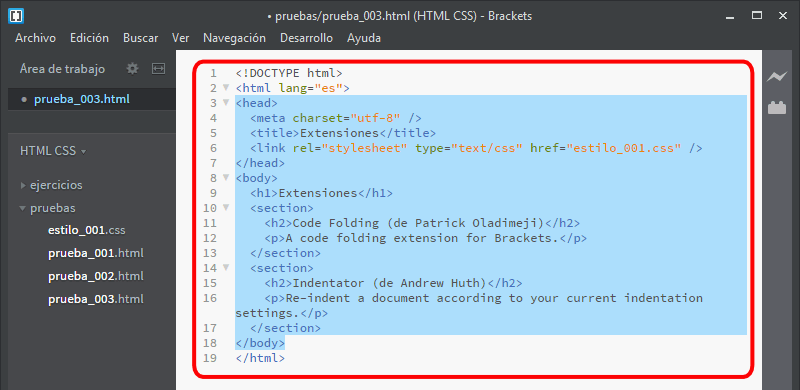 • pruebas/prueba_003.html (HTML CSS) - Brackets
Archivo Edición Buscar Ver Navegación Desarrollo Ayuda
Área de trabajo
prueba_003.html
HTML CSS
ejercicios
pruebas
estilo_001.css
prueba_001.html
prueba_002.html
prueba_003.html
1 <!DOCTYPE html>
2 <html lang="es">
3 <head>
4 <meta charset="utf-8" />
5 <title>Extensiones</title>
6 <link rel="stylesheet" type="text/css" href="estilo_001.css" />
7 </head>
8 <body>
9 <h1>Extensiones</h1>
10 <section>
11 <h2>Code Folding (de Patrick Oladimeji)</h2>
12 <p>A code folding extension for Brackets.</p>
13 </section>
14 <section>
15 <h2>Indentator (de Andrew Huth)</h2>
16 <p>Re-indent a document according to your current indentation
settings.</p>
17 </section>
18 </body>
19 </html>